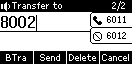 Transfer to 2/2
8002 6011
6012
BTra Send Delete Cancel